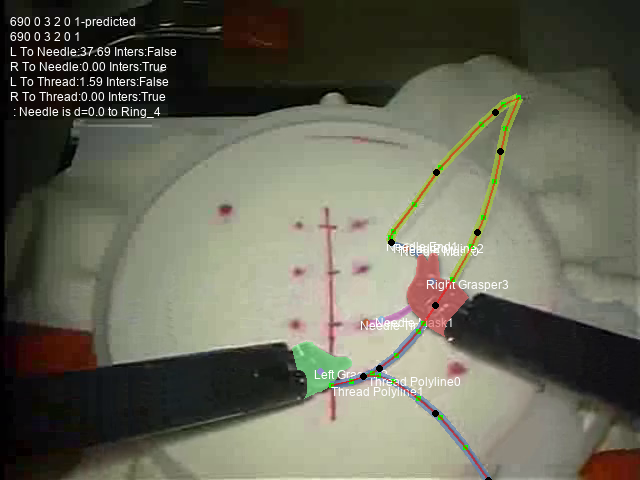 690 0 3 2 0 1-predicted
690 0 3 2 0 1
L To Needle:37.69 Inters:False
R To Needle:0.00 Inters:True
L To Thread:1.59 Inters:False
R To Thread:0.00 Inters:True
: Needle is d=0.0 to Ring_4
Right Grasper3
Thread Polyline0
Thread Polyline1